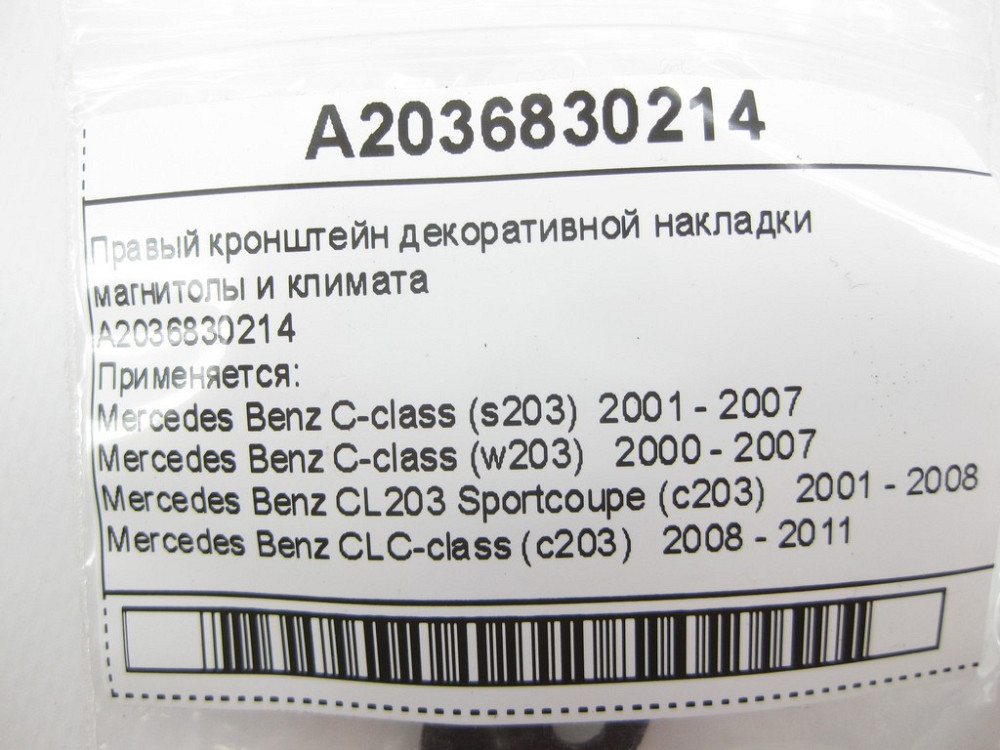 A2036830214
Правый кронштейн декоративной накладки
магнитолы и климата
A2036830214
Применяется:
Mercedes Benz C-class (s203) 2001 - 2007
Mercedes Benz C-class (w203) 2000 - 2007
Mercedes Benz CL203 Sportcoupe (c203) 2001 - 2008
Mercedes Benz CLC-class (c203) 2008 - 2011